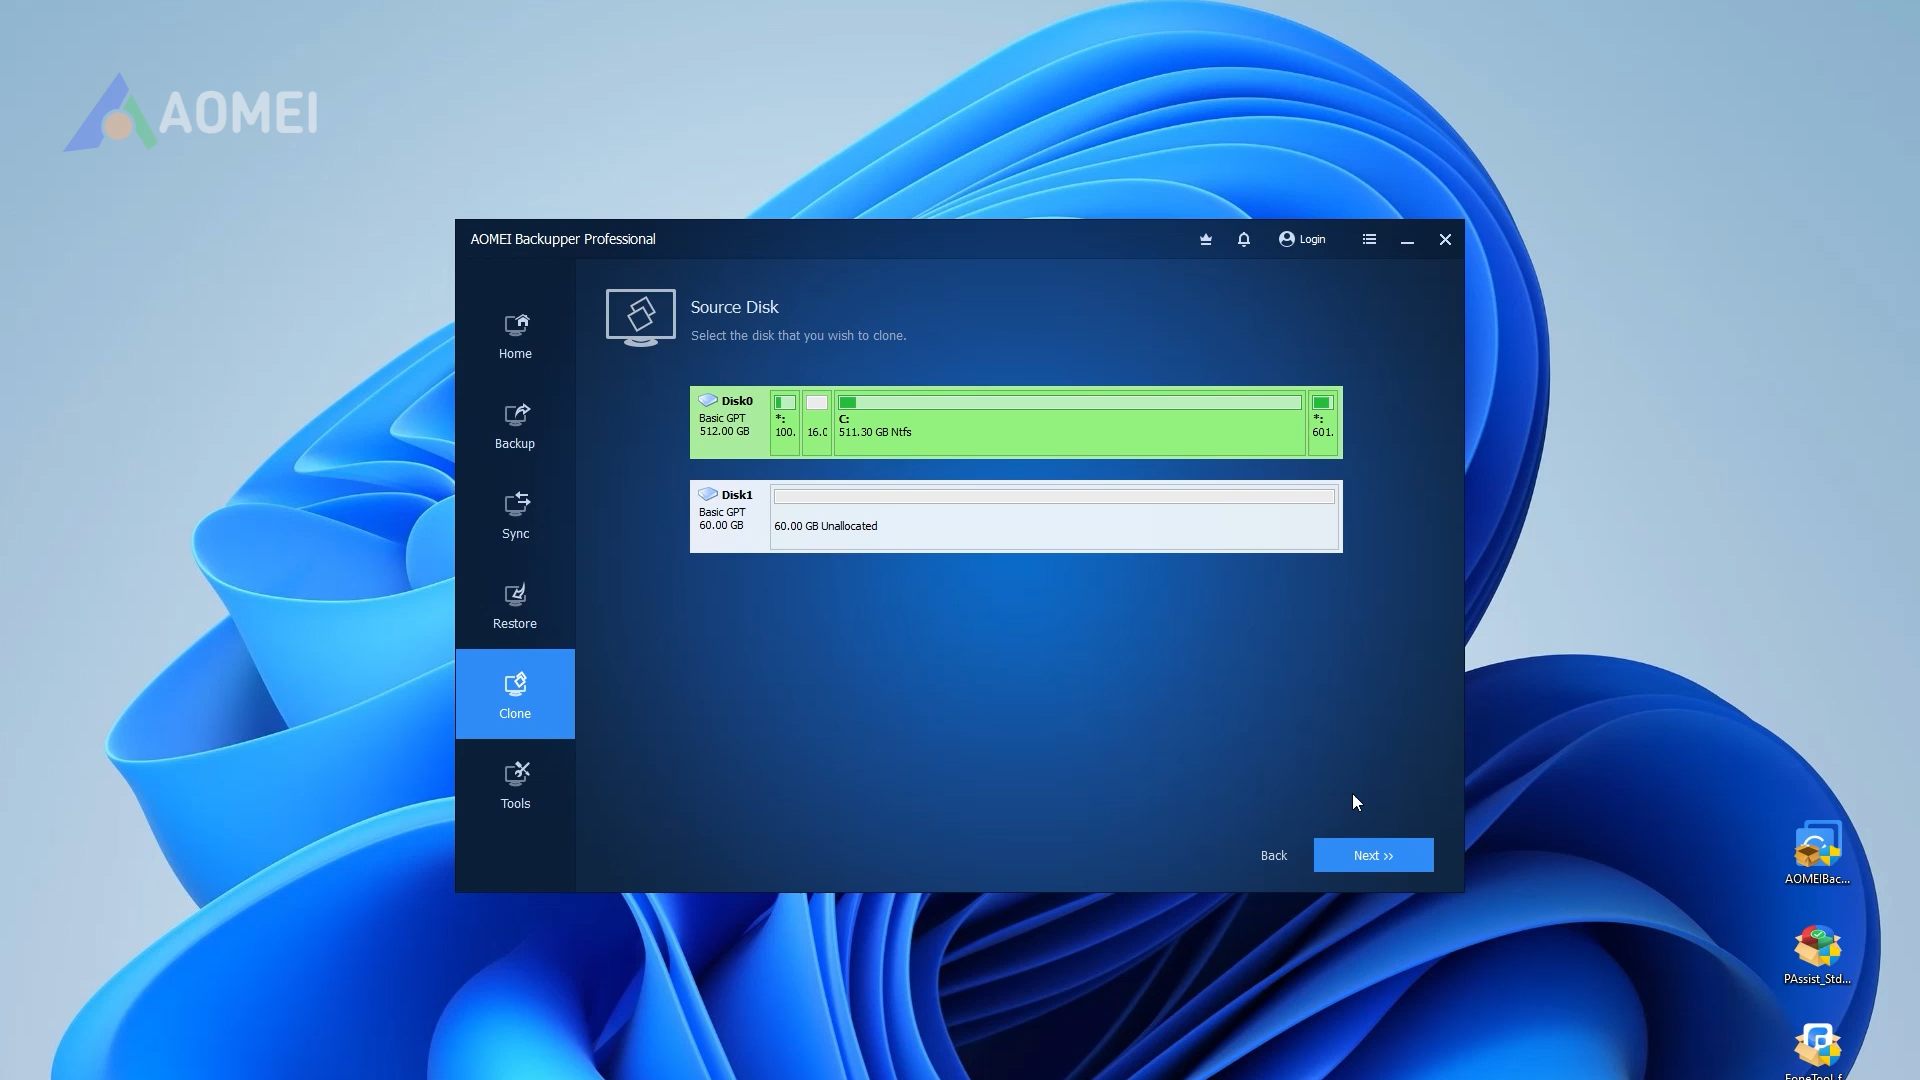 AOMEI
AOMEI Backupper Professional
Login
Home
Backup
Sync
Restore
Clone
Tools
Source Disk
Select the disk that you wish to clone.
Disk0
Basic GPT
512.00 GB
*:
100.
16.0
C:
511.30 GB Ntfs
*:
601.
Disk1
Basic GPT
60.00 GB
60.00 GB Unallocated
Back
Next >>
AOMEIBac...
PAssist_Std...